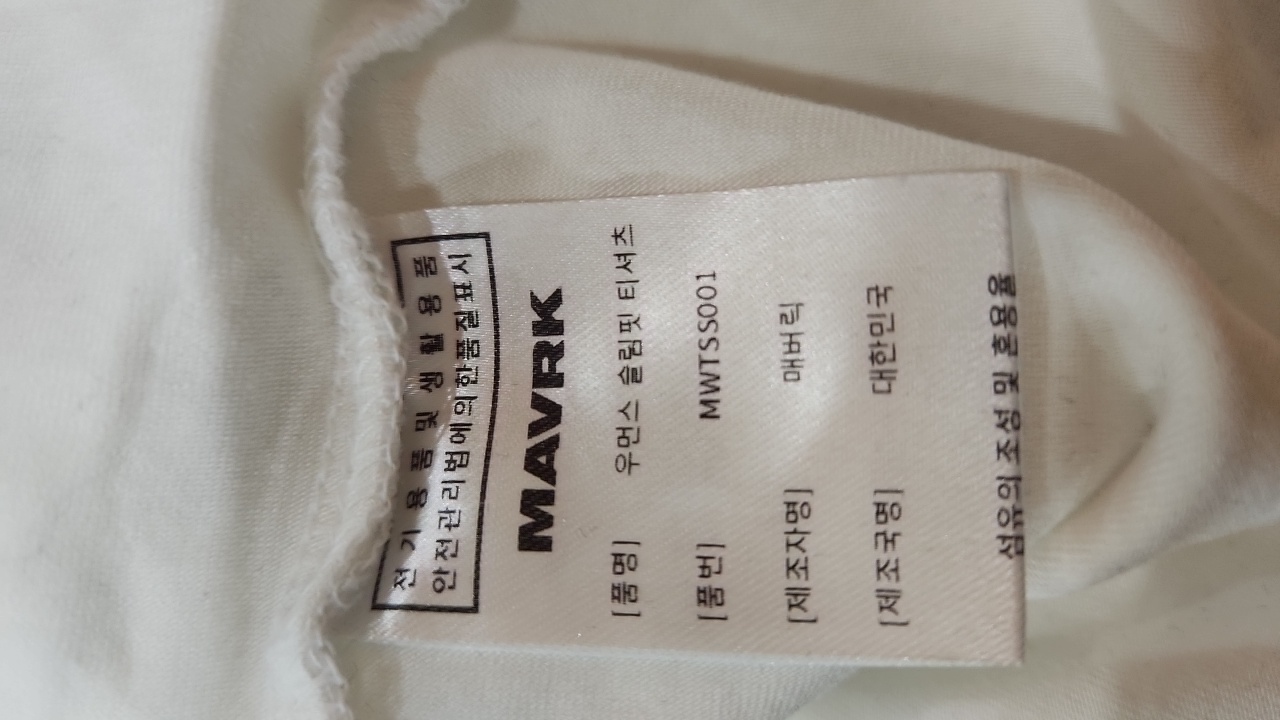 전기용품및생활용품
안전관리법에의한품질표시
MAVRK
[품명] 우먼스 슬림핏 티셔츠
[품번] MWTSS001
[제조자명] 매버릭
[제조국명] 대한민국
섬유의 조성 및 혼용율